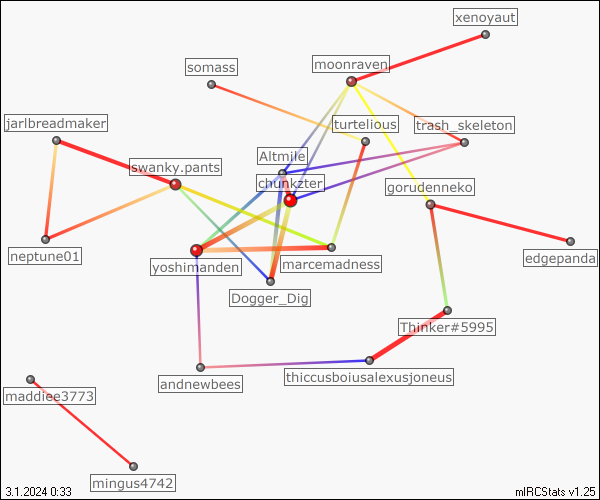 xenoyaut
moonraven
somass
jarlbreadmaker
turtelious
trash_skeleton
Altmile
swanky.pants
chunkzter
gorudenneko
neptune01
edgepanda
yoshimanden
marcemadness
Dogger_Dig
Thinker#5995
andnewbees
thiccusboiusalexusjoneus
maddiee3773
mingus4742
3.1.2024 0:33
mIRCStats v1.25